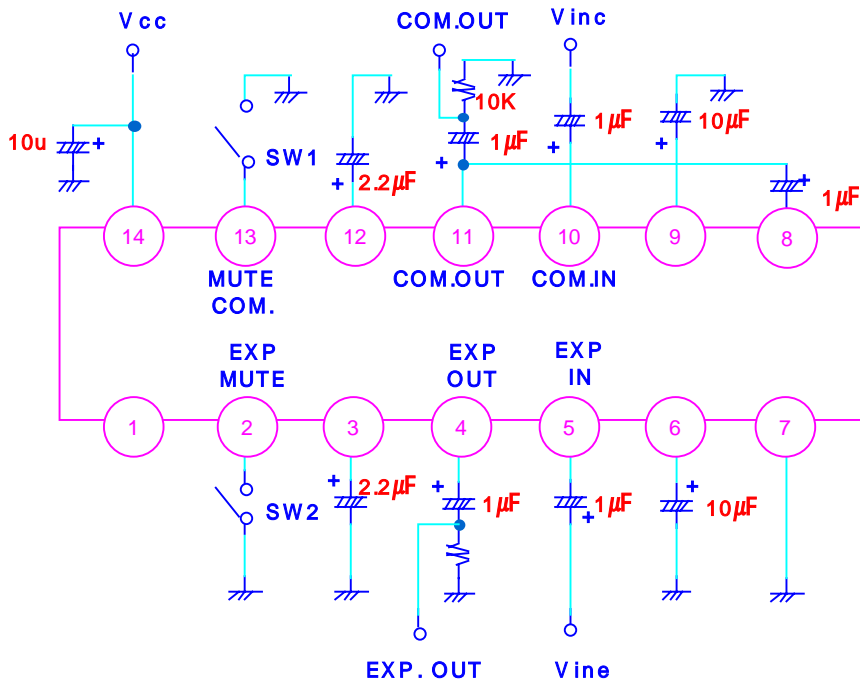 Vcc
COM.OUT
Vinc
10u
+
SW1
+
2.2μF
10K
1μF
+
1μF
+
10μF
+
+
1μF
14
13
12
11
10
9
8
MUTE
COM.
COM.OUT
COM.IN
EXP
MUTE
EXP
OUT
EXP
IN
1
2
3
4
5
6
7
SW2
+
2.2μF
+
1μF
1μF
+
+
10μF
EXP. OUT
Vine